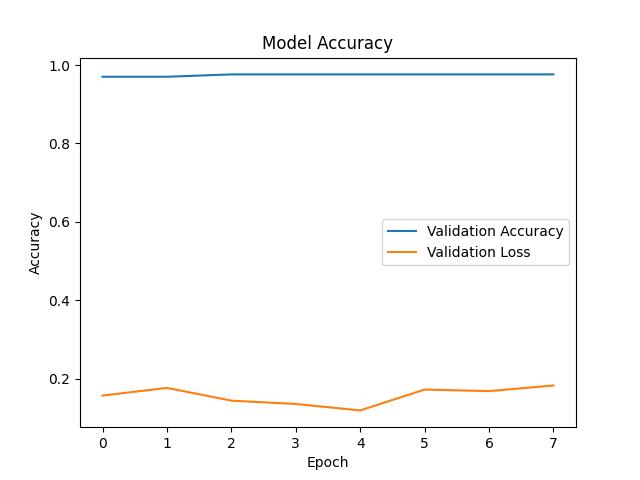 Model Accuracy
1.0
0.8
0.6
0.4
0.2
Accuracy
Validation Accuracy
Validation Loss
0 1 2 3 4 5 6 7
Epoch